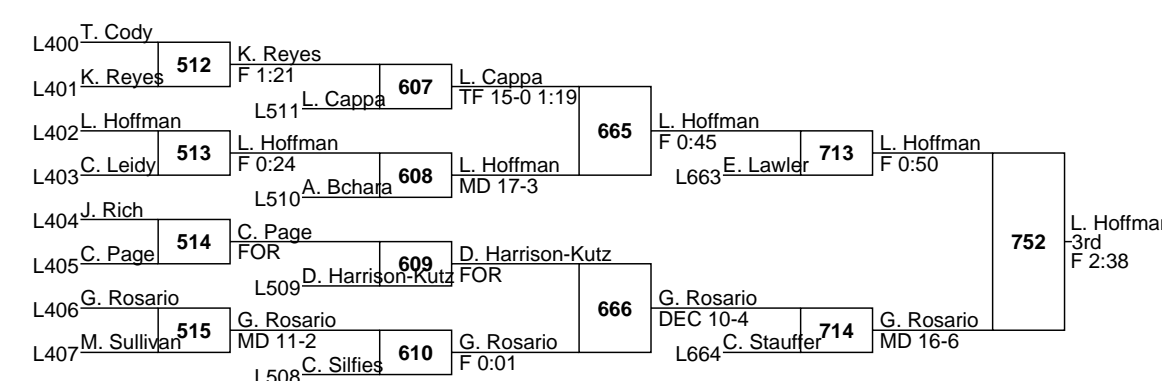 L400 T. Cody
512
K. Reyes
F 1:21
L401 K. Reyes
607
L. Cappa
TF 15-0 1:19
L511 L. Cappa
665
L. Hoffman
F 0:45
L402 L. Hoffman
513
L. Hoffman
F 0:24
L403 C. Leidy
608
L. Hoffman
MD 17-3
L510 A. Bchara
L663 E. Lawler
713
L. Hoffman
F 0:50
L404 J. Rich
514
C. Page
FOR
L405 C. Page
609
D. Harrison-Kutz
FOR
L509 D. Harrison-Kutz
752
L. Hoffman
3rd
F 2:38
666
G. Rosario
DEC 10-4
L406 G. Rosario
515
G. Rosario
MD 11-2
L407 M. Sullivan
610
G. Rosario
F 0:01
L508 C. Silfies
L664 C. Stauffer
714
G. Rosario
MD 16-6